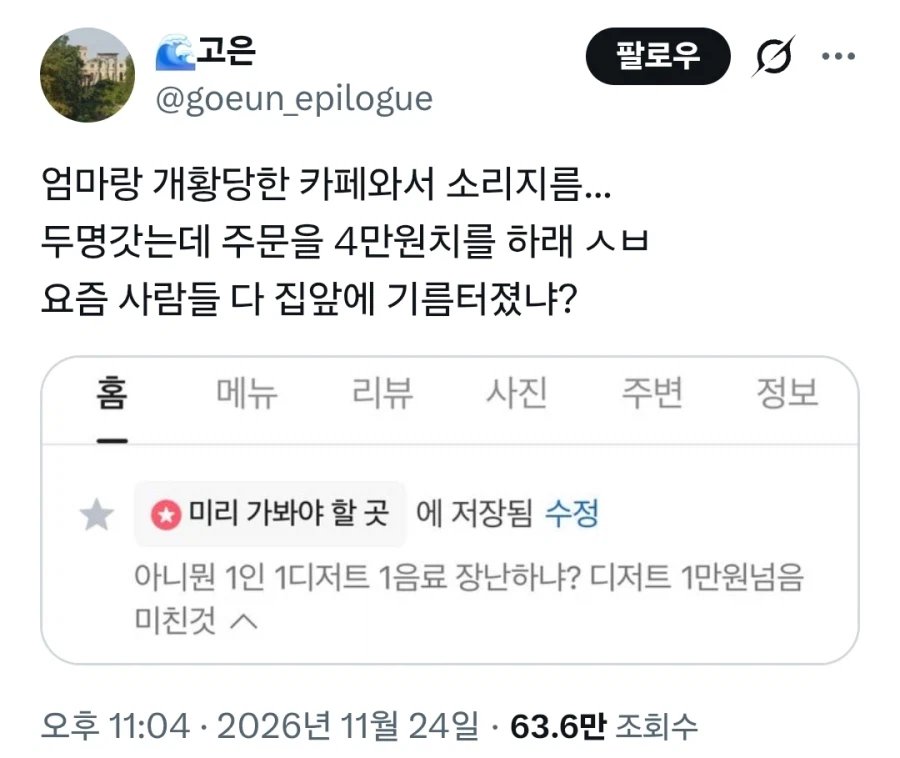 🌊고은
팔로우
@goeun_epilogue
엄마랑 개황당한 카페와서 소리지름...
두명갓는데 주문을 4만원치를 하래 ㅅㅂ
요즘 사람들 다 집앞에 기름터졌냐?
홈 메뉴 리뷰 사진 주변 정보
미리 가봐야 할 곳 에 저장됨 수정
아니뭔 1인 1디저트 1음료 장난하냐? 디저트 1만원넘음
미친것 ㅅ
오후 11:04 · 2026년 11월 24일 · 63.6만 조회수